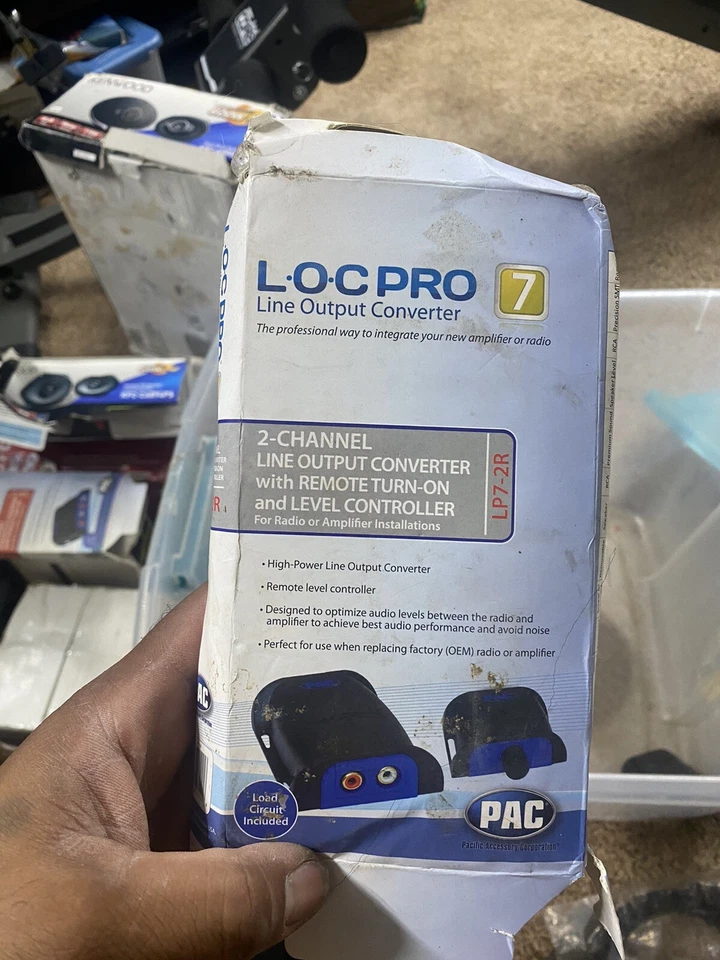 KENWOOD
L·O·C PRO 7
Line Output Converter
The professional way to integrate your new amplifier or radio
2-CHANNEL
LINE OUTPUT CONVERTER
with REMOTE TURN-ON
and LEVEL CONTROLLER
For Radio or Amplifier Installations
LP7-2R
• High-Power Line Output Converter
• Remote level controller
• Designed to optimize audio levels between the radio and
amplifier to achieve best audio performance and avoid noise
• Perfect for use when replacing factory (OEM) radio or amplifier
Load
Circuit
Included
PAC
Pacific Accessory Corporation
L·O·C PRO
PAC